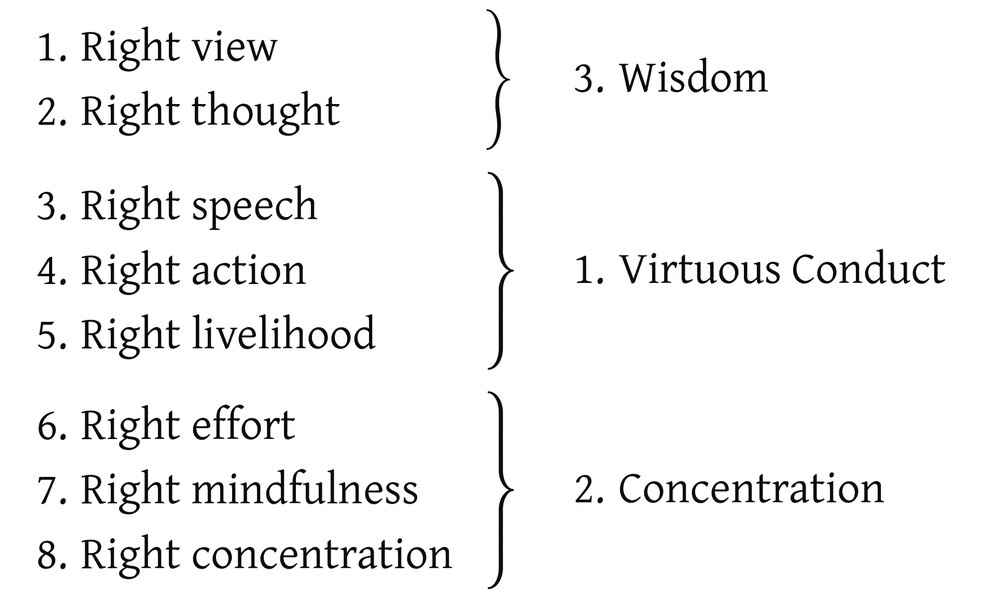 1. Right view
2. Right thought
3. Wisdom
3. Right speech
4. Right action
5. Right livelihood
1. Virtuous Conduct
6. Right effort
7. Right mindfulness
8. Right concentration
2. Concentration